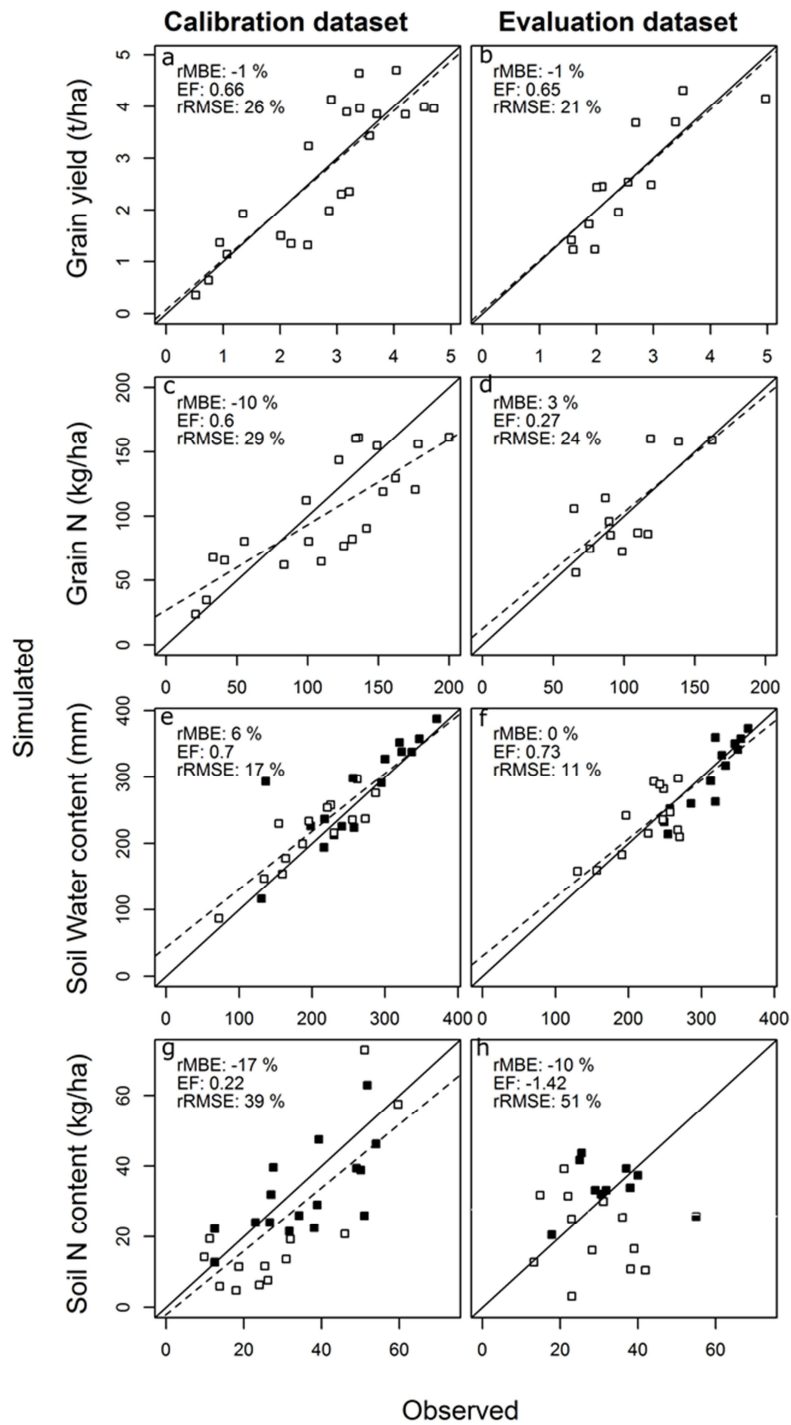 Calibration dataset
Evaluation dataset
a
rMBE: -1 %
EF: 0.66
rRMSE: 26 %
b
rMBE: -1 %
EF: 0.65
rRMSE: 21 %
Grain yield (t/ha)
5
4
3
2
1
0
0 1 2 3 4 5
0 1 2 3 4 5
c
rMBE: -10 %
EF: 0.6
rRMSE: 29 %
d
rMBE: 3 %
EF: 0.27
rRMSE: 24 %
Grain N (kg/ha)
200
150
100
50
0
0 50 100 150 200
0 50 100 150 200
Simulated
e
rMBE: 6 %
EF: 0.7
rRMSE: 17 %
f
rMBE: 0 %
EF: 0.73
rRMSE: 11 %
Soil Water content (mm)
400
300
200
100
0
0 100 200 300 400
0 100 200 300 400
g
rMBE: -17 %
EF: 0.22
rRMSE: 39 %
h
rMBE: -10 %
EF: -1.42
rRMSE: 51 %
Soil N content (kg/ha)
60
40
20
0
0 20 40 60
0 20 40 60
Observed